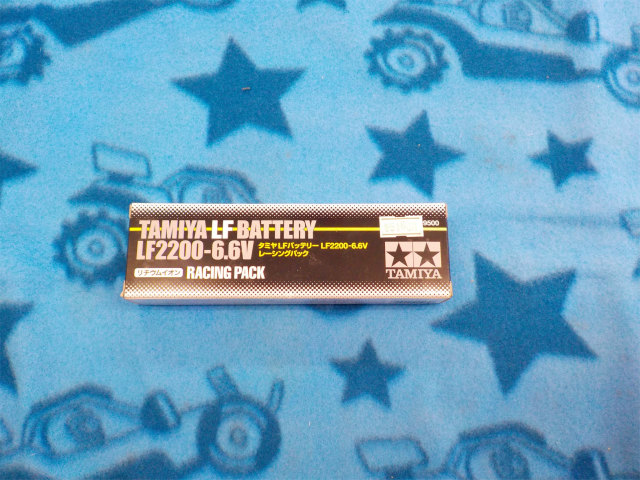 TAMIYA LF BATTERY
LF2200-6.6V
タミヤLFバッテリー LF2200-6.6V
レーシングパック
リチウムイオン RACING PACK
TAMIYA